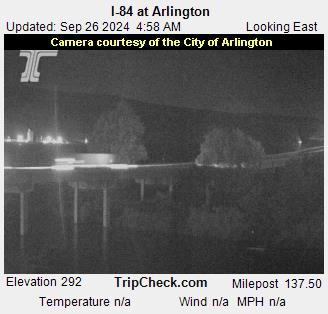 I-84 at Arlington
Updated: Sep 26 2024 4:58 AM Looking East
Camera courtesy of the City of Arlington
Elevation 292 TripCheck.com Milepost 137.50
Temperature n/a Wind n/a MPH n/a